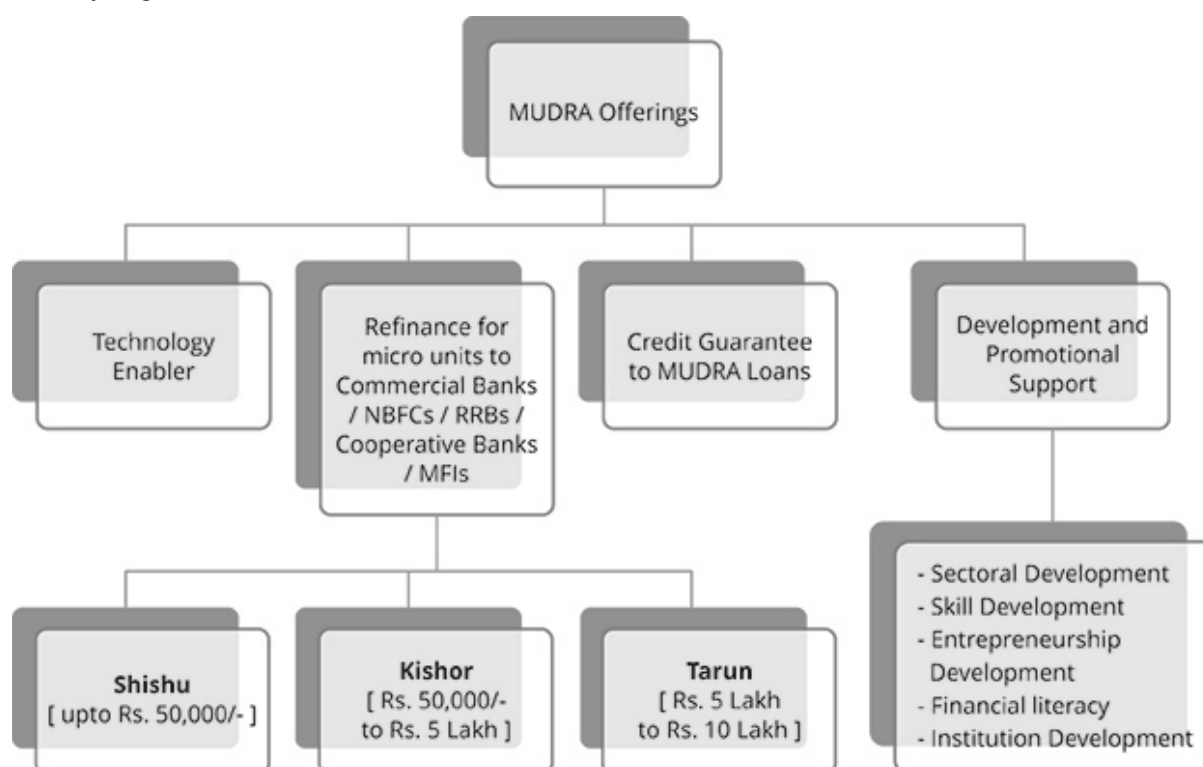 MUDRA Offerings
Technology
Enabler
Refinance for
micro units to
Commercial Banks
/ NBFCs / RRBs /
Cooperative Banks
/ MFIs
Credit Guarantee
to MUDRA Loans
Development and
Promotional
Support
Shishu
[ upto Rs. 50,000/- ]
Kishor
[ Rs. 50,000/-
to Rs. 5 Lakh ]
Tarun
[ Rs. 5 Lakh
to Rs. 10 Lakh ]
- Sectoral Development
- Skill Development
- Entrepreneurship
Development
- Financial literacy
- Institution Development